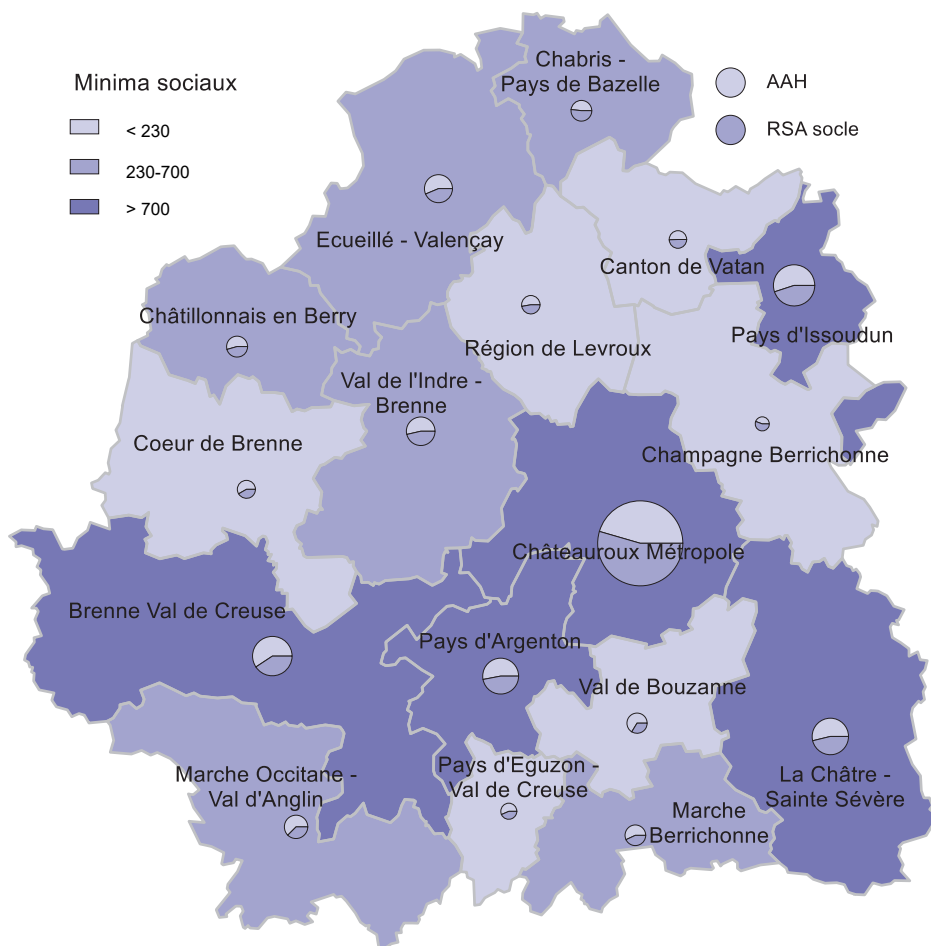 Minima sociaux
< 230
230-700
> 700
AAH
RSA socle
Chabris -
Pays de Bazelle
Ecueillé - Valençay
Canton de Vatan
Châtillonnais en Berry
Région de Levroux
Pays d'Issoudun
Val de l'Indre -
Brenne
Coeur de Brenne
Champagne Berrichonne
Châteauroux Métropole
Brenne Val de Creuse
Pays d'Argenton
Val de Bouzanne
Marche Occitane -
Val d'Anglin
Pays d'Eguzon -
Val de Creuse
La Châtre -
Sainte Sévère
Marche
Berrichonne